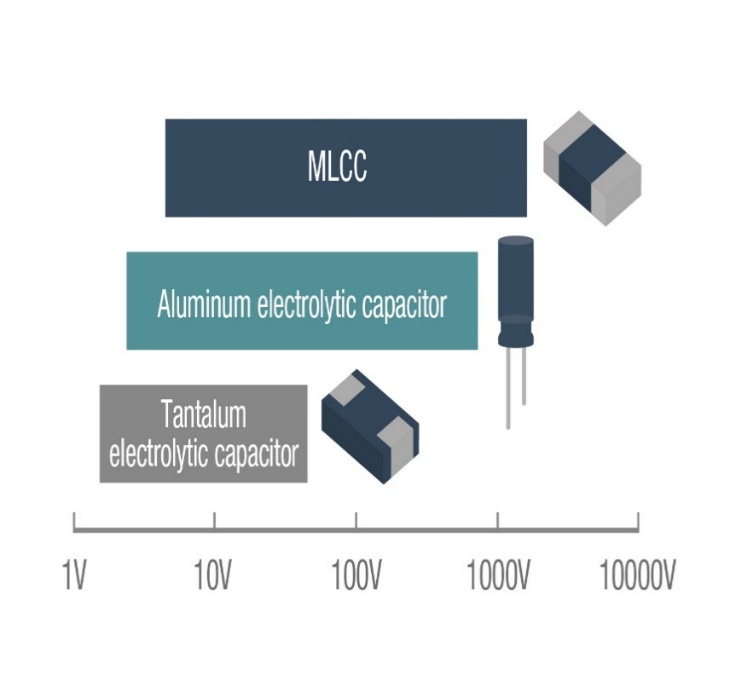 MLCC
Aluminum electrolytic capacitor
Tantalum
electrolytic capacitor
1V 10V 100V 1000V 10000V